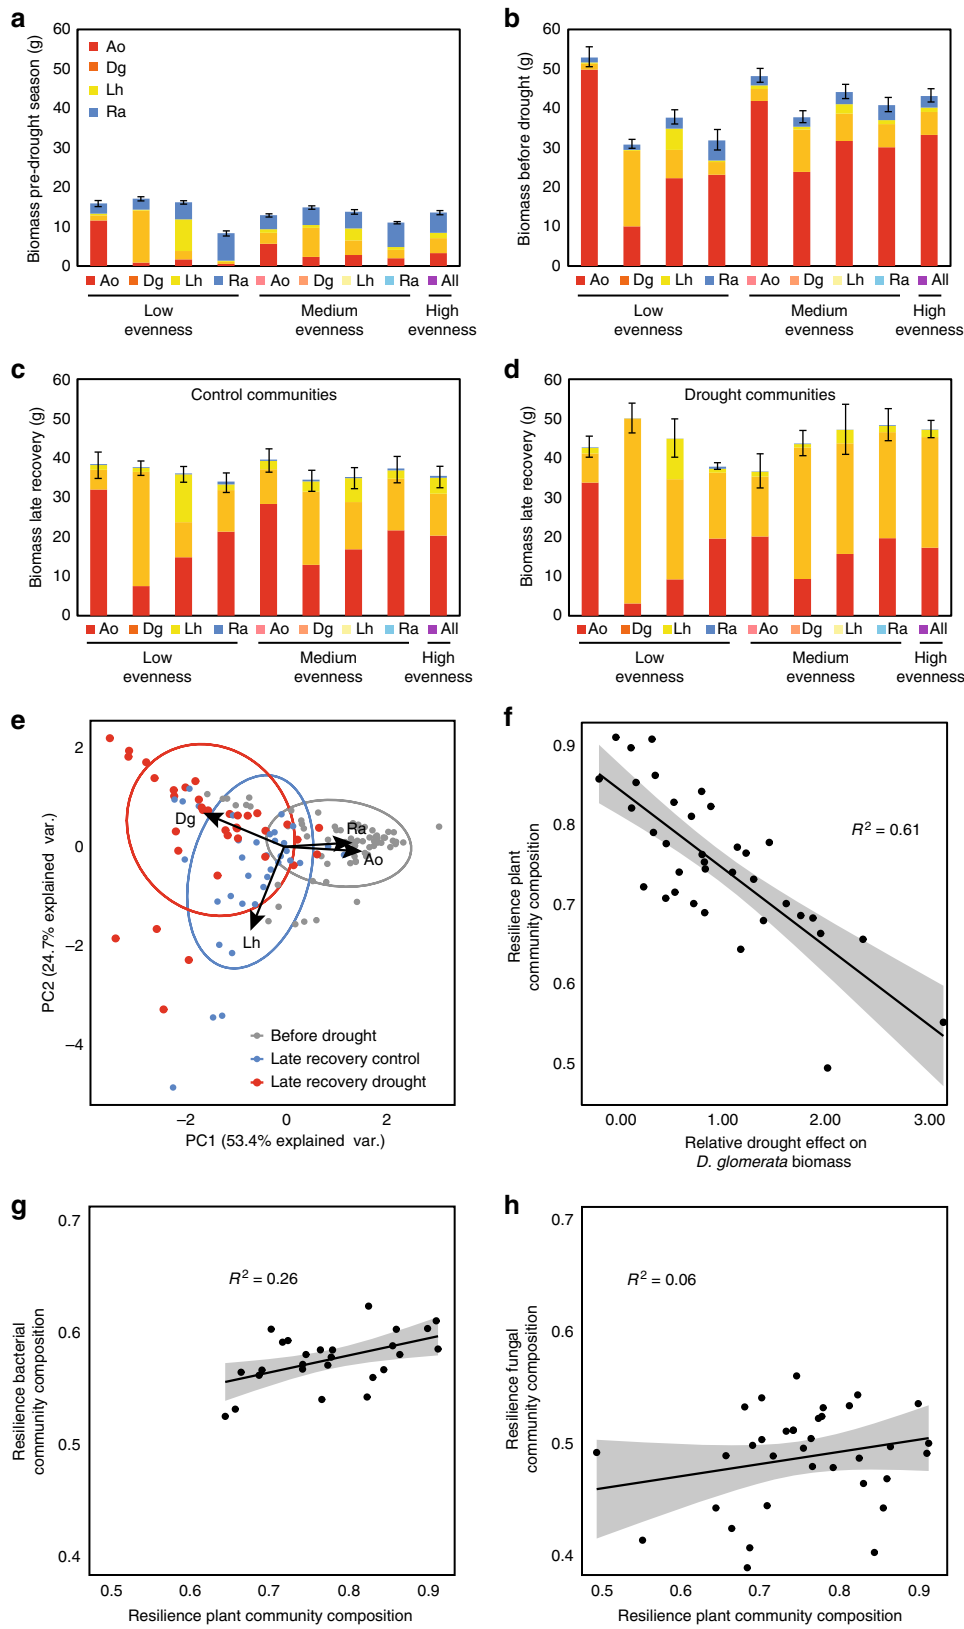 a
Biomass pre-drought season (g)
60
50
40
30
20
10
0
Ao
Dg
Lh
Ra
Ao Dg Lh Ra Ao Dg Lh Ra All
Low evenness
Medium evenness
High evenness
b
Biomass before drought (g)
60
50
40
30
20
10
0
Ao Dg Lh Ra Ao Dg Lh Ra All
Low evenness
Medium evenness
High evenness
c
Control communities
Biomass late recovery (g)
60
50
40
30
20
10
0
Ao Dg Lh Ra Ao Dg Lh Ra All
Low evenness
Medium evenness
High evenness
d
Drought communities
Biomass late recovery (g)
60
50
40
30
20
10
0
Ao Dg Lh Ra Ao Dg Lh Ra All
Low evenness
Medium evenness
High evenness
e
PC2 (24.7% explained var.)
2
0
−2
−4
Dg
Ra
Ao
Lh
Before drought
Late recovery control
Late recovery drought
−2 0 2
PC1 (53.4% explained var.)
f
Resilience plant
community composition
0.9
0.8
0.7
0.6
0.5
R² = 0.61
0.00 1.00 2.00 3.00
Relative drought effect on
D. glomerata biomass
g
Resilience bacterial
community composition
0.7
0.6
0.5
0.4
R² = 0.26
0.5 0.6 0.7 0.8 0.9
Resilience plant community composition
h
Resilience fungal
community composition
0.7
0.6
0.5
0.4
R² = 0.06
0.5 0.6 0.7 0.8 0.9
Resilience plant community composition